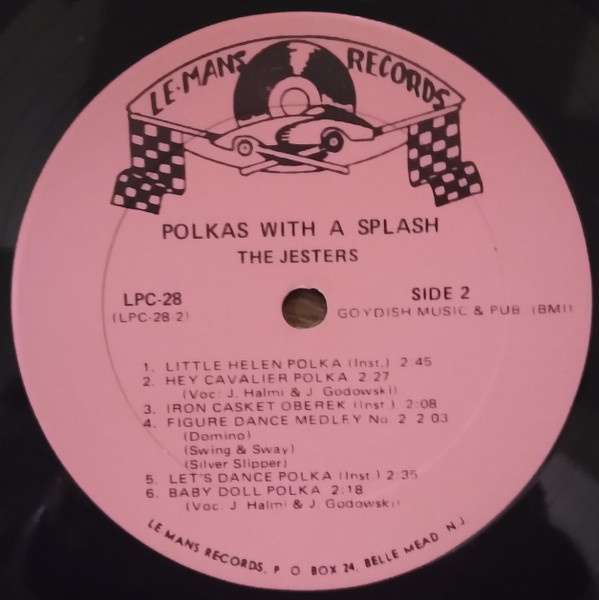 LE-MANS RECORDS
POLKAS WITH A SPLASH
THE JESTERS
LPC-28
(LPC-28-2)
SIDE 2
GOYDISH MUSIC & PUB (BMI)
1. LITTLE HELEN POLKA (Inst.) 2:45
2. HEY CAVALIER POLKA 2:27
(Voc: J. Halmi & J. Godowski)
3. IRON CASKET OBEREK (Inst.) 2:08
4. FIGURE DANCE MEDLEY No. 2 2:03
(Domino)
(Swing & Sway)
(Silver Slipper)
5. LET'S DANCE POLKA (Inst.) 2:35
6. BABY DOLL POLKA 2:18
(Voc: J. Halmi & J. Godowski)
LE MANS RECORDS, P. O. BOX 24, BELLE MEAD, N.J.